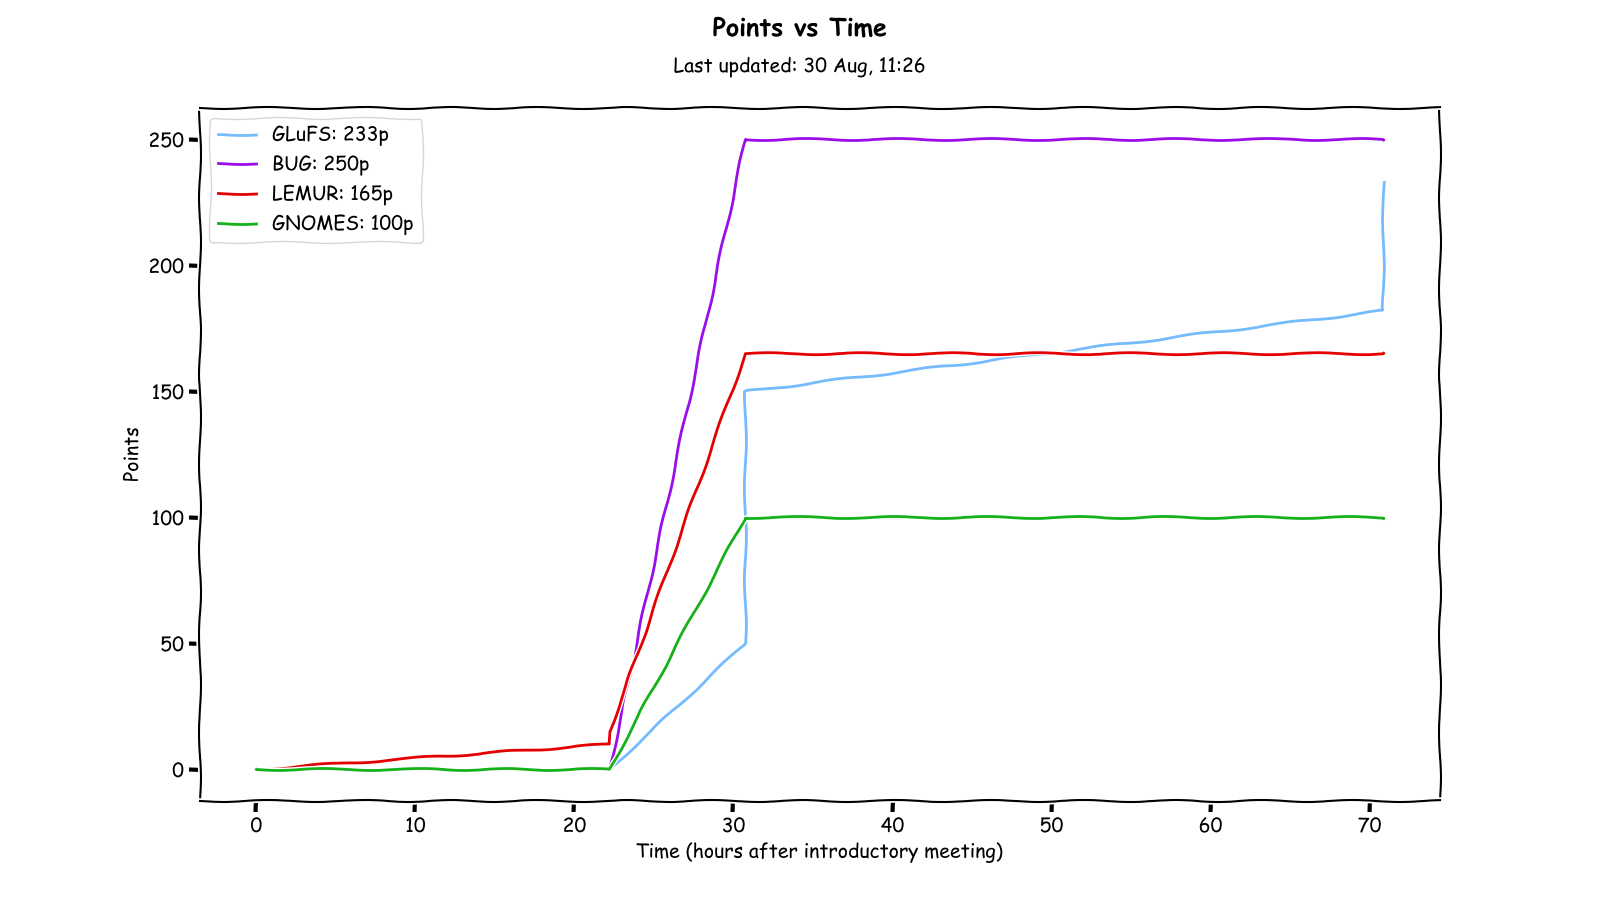 Points vs Time
Last updated: 30 Aug, 11:26
GLuFS: 233p
BUG: 250p
LEMUR: 165p
GNOMES: 100p
250
200
150
100
50
0
Points
0 10 20 30 40 50 60 70
Time (hours after introductory meeting)